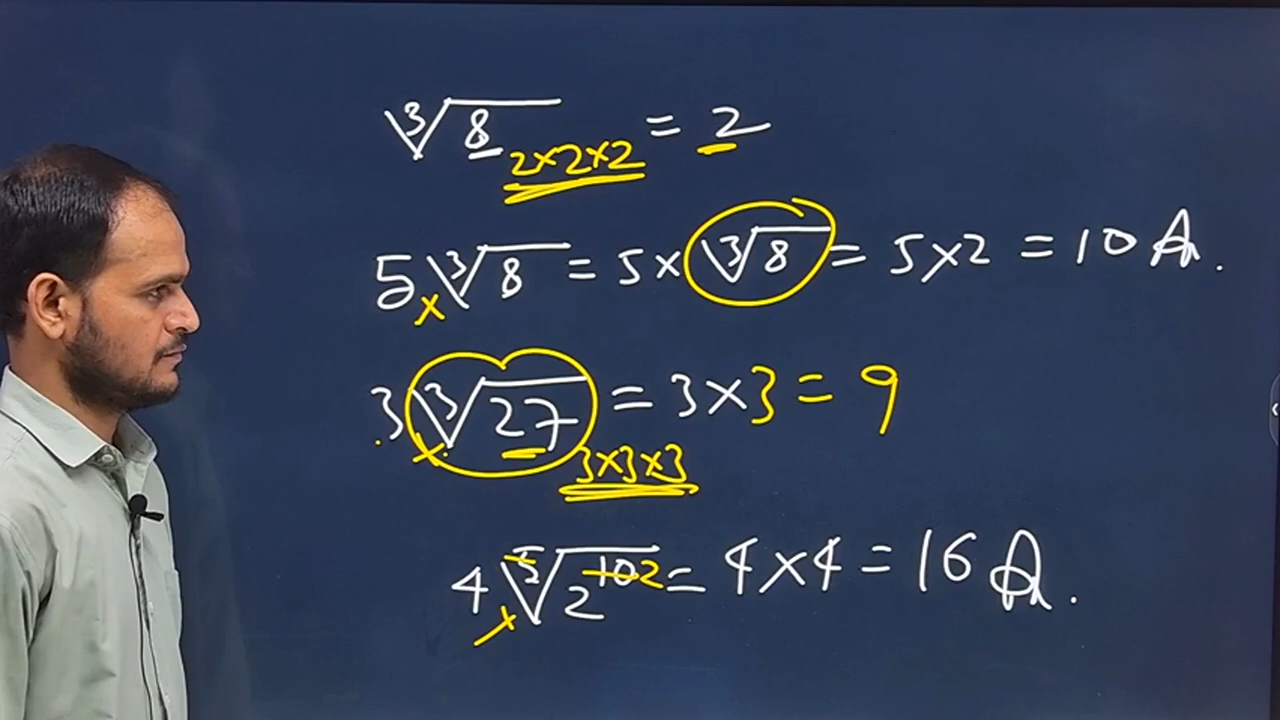 ∛8 = 2
2×2×2
5∛8 = 5×∛8 = 5×2 = 10 A.
×
3∛27 = 3×3 = 9
×
3×3×3
4 ⁵√2¹⁰ 2 = 4×4 = 16 A.
×